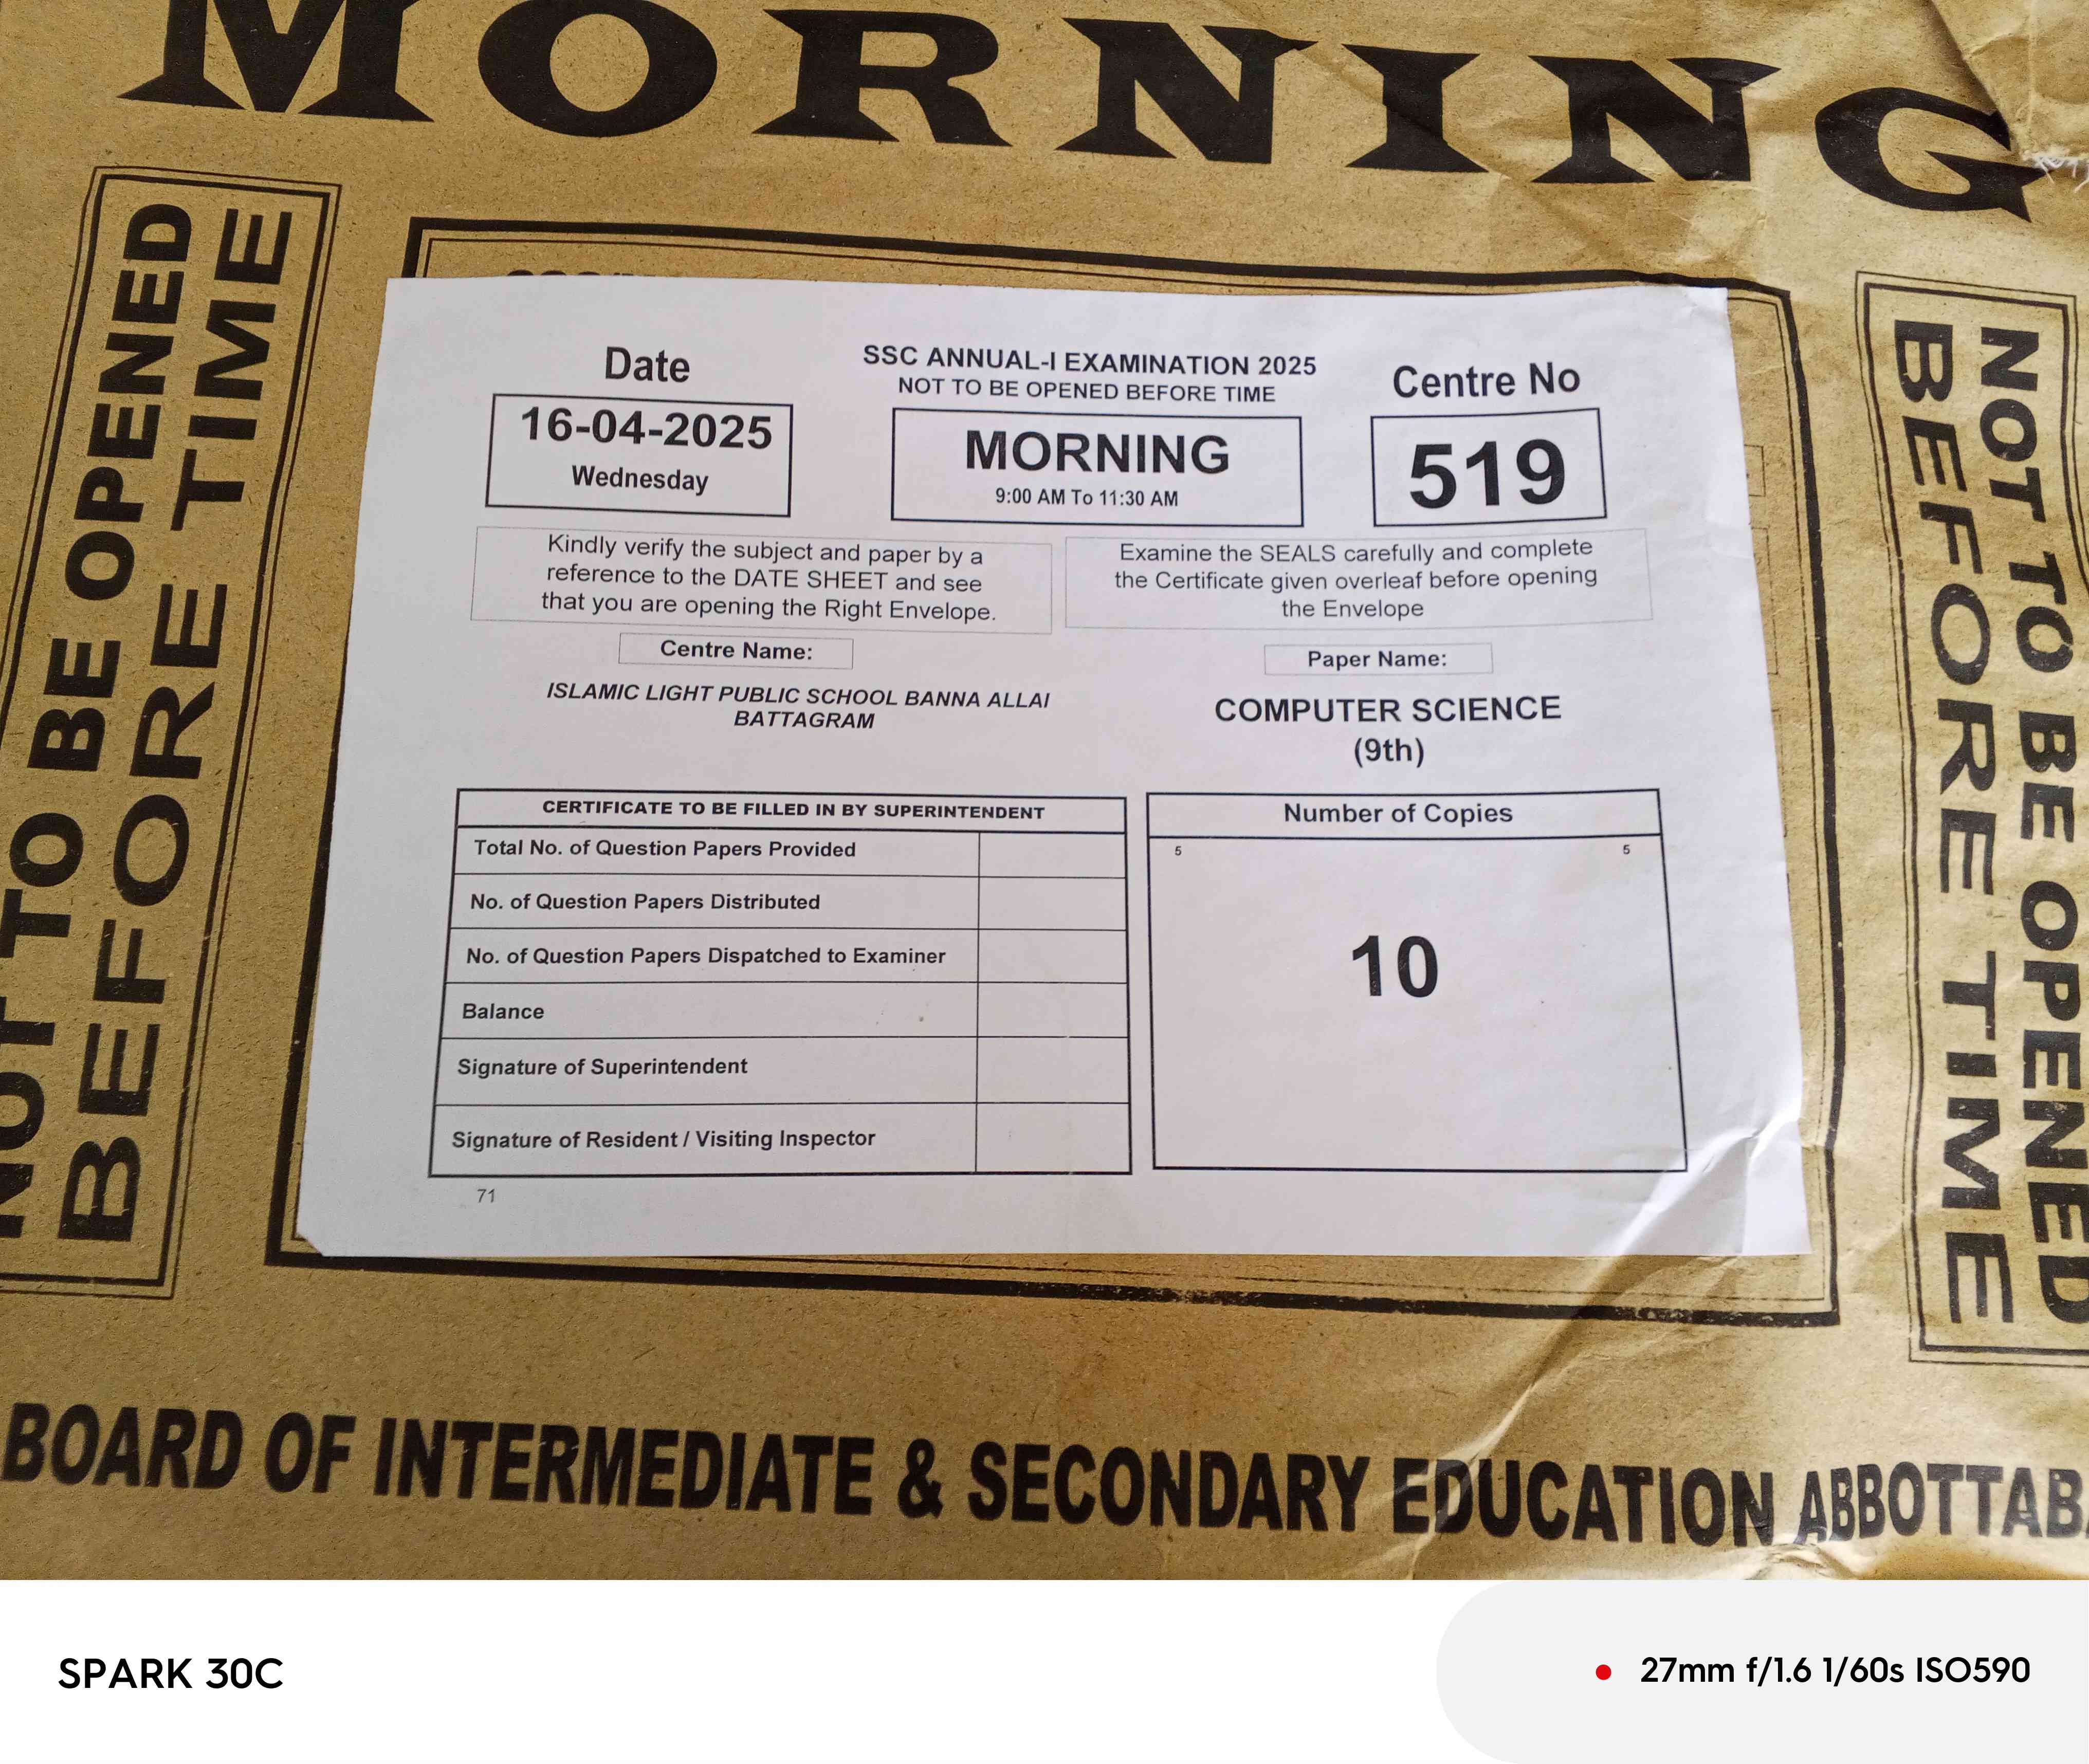 MORNING
NOT TO BE OPENED
BEFORE TIME
Date
16-04-2025
Wednesday
SSC ANNUAL-I EXAMINATION 2025
NOT TO BE OPENED BEFORE TIME
MORNING
9:00 AM To 11:30 AM
Centre No
519
Kindly verify the subject and paper by a
reference to the DATE SHEET and see
that you are opening the Right Envelope.
Examine the SEALS carefully and complete
the Certificate given overleaf before opening
the Envelope
Centre Name:
ISLAMIC LIGHT PUBLIC SCHOOL BANNA ALLAI
BATTAGRAM
Paper Name:
COMPUTER SCIENCE
(9th)
CERTIFICATE TO BE FILLED IN BY SUPERINTENDENT
Total No. of Question Papers Provided
No. of Question Papers Distributed
No. of Question Papers Dispatched to Examiner
Balance
Signature of Superintendent
Signature of Resident / Visiting Inspector
71
Number of Copies
5 5
10
NOT TO BE OPENED
BEFORE TIME
BOARD OF INTERMEDIATE & SECONDARY EDUCATION ABBOTTAB
SPARK 30C
27mm f/1.6 1/60s ISO590